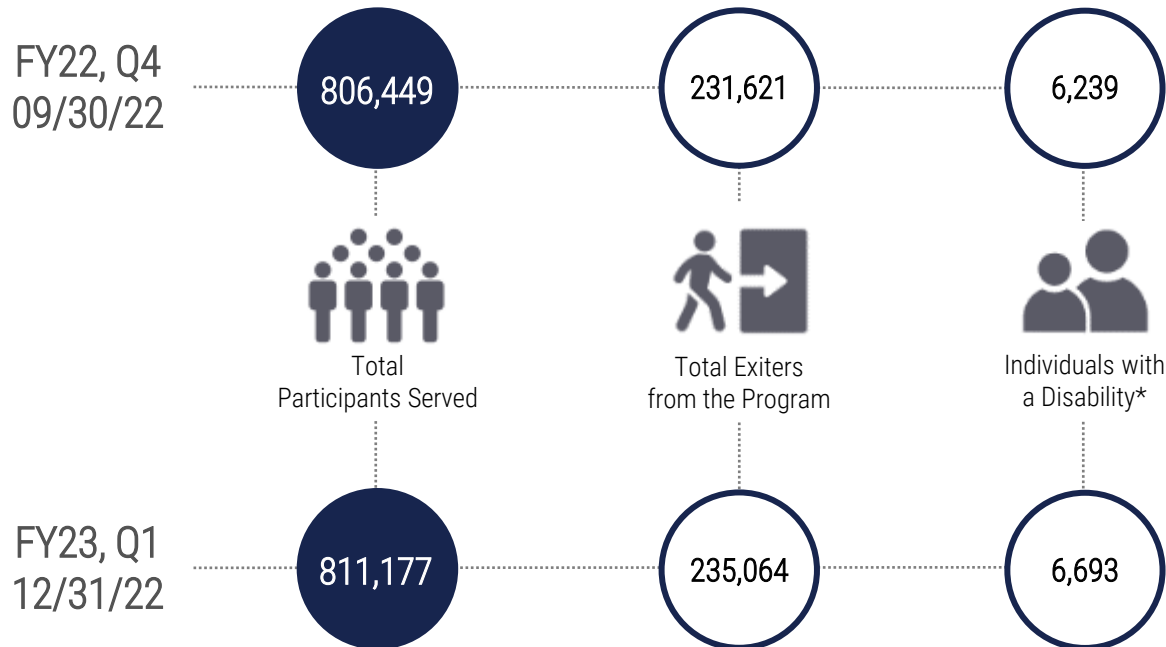 FY22, Q4
09/30/22
806,449
231,621
6,239
Total
Participants Served
Total Exiters
from the Program
Individuals with
a Disability*
FY23, Q1
12/31/22
811,177
235,064
6,693